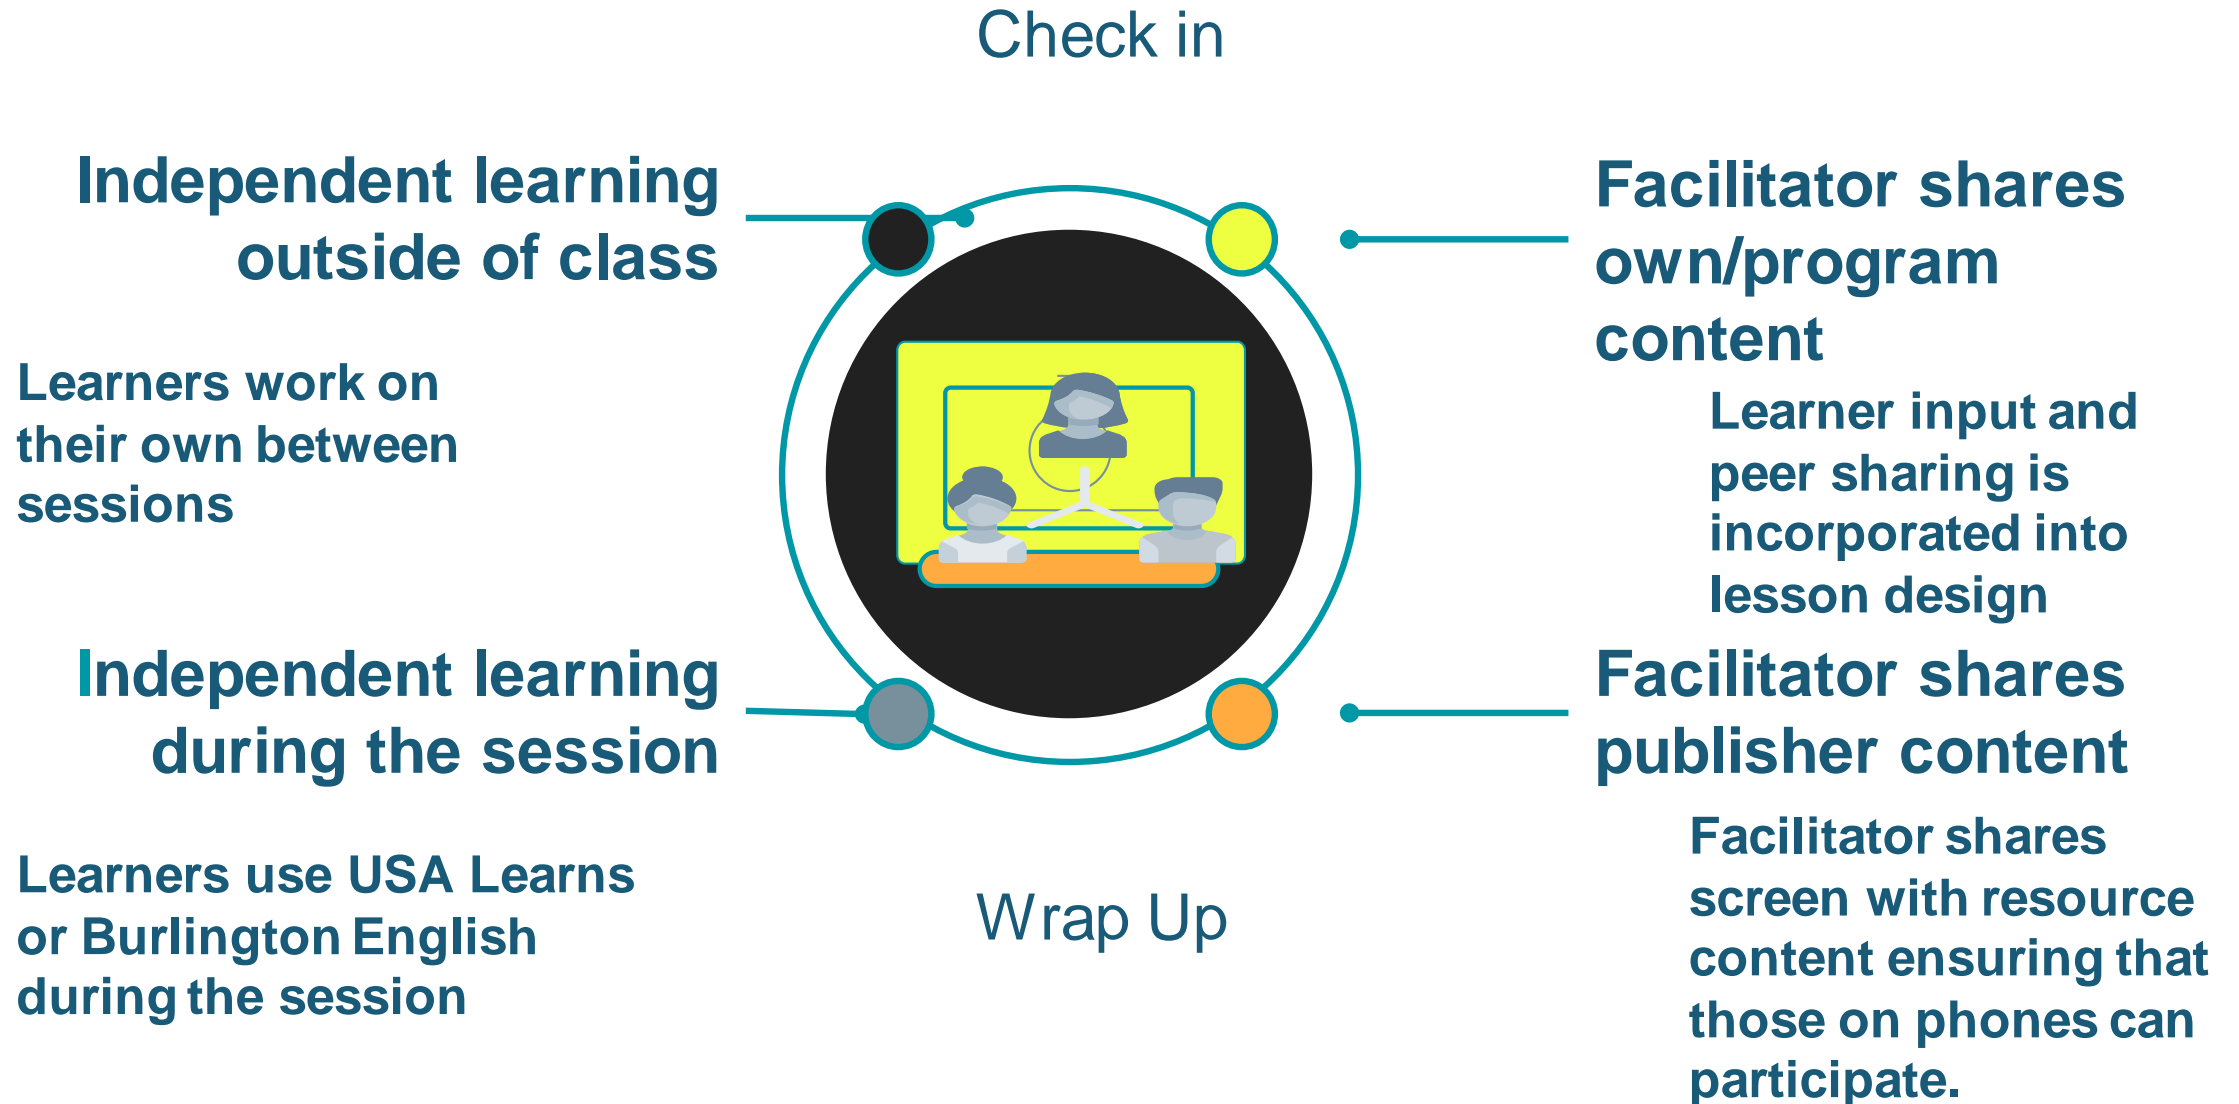 Check in
Independent learning
outside of class
Learners work on
their own between
sessions
Facilitator shares
own/program
content
Learner input and
peer sharing is
incorporated into
lesson design
Independent learning
during the session
Learners use USA Learns
or Burlington English
during the session
Facilitator shares
publisher content
Facilitator shares
screen with resource
content ensuring that
those on phones can
participate.
Wrap Up